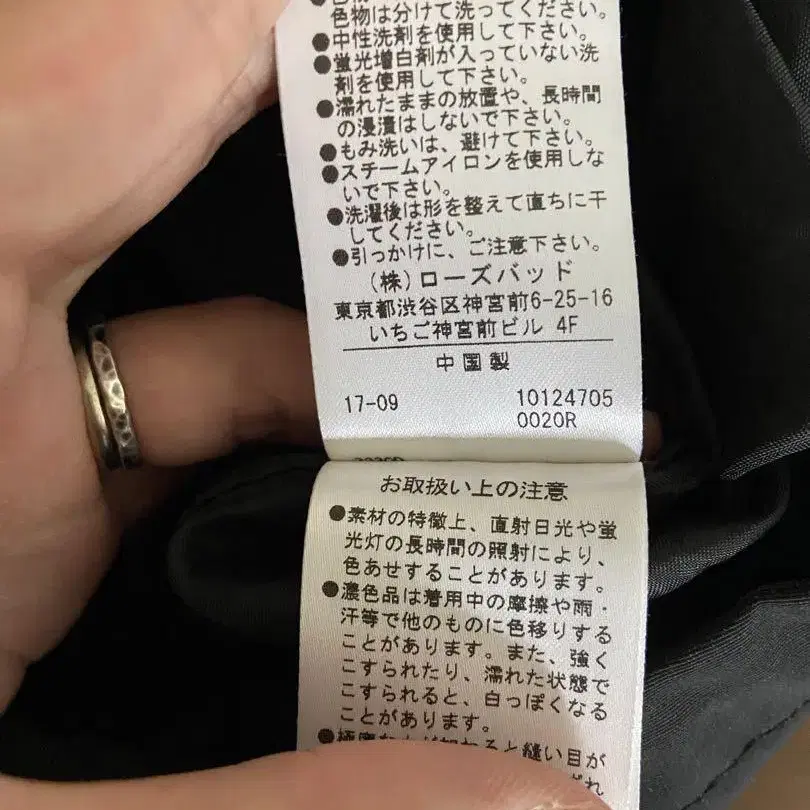 色物は分けて洗ってください。
●中性洗剤を使用して下さい。
●蛍光増白剤が入っていない洗
剤を使用して下さい。
●濡れたままの放置や、長時間
の浸漬はしないで下さい。
●もみ洗いは、避けて下さい。
●スチームアイロンを使用しな
いで下さい。
●洗濯後は形を整えて直ちに干
してください。
●引っかけに、ご注意下さい。
(株)ローズバッド
東京都渋谷区神宮前6-25-16
いちご神宮前ビル 4F
中国製
17-09 10124705
0020R
お取扱い上の注意
●素材の特徴上、直射日光や蛍
光灯の長時間の照射により、
色あせすることがあります。
●濃色品は着用中の摩擦や雨・
汗等で他のものに色移りする
ことがあります。また、強く
こすられたり、濡れた状態で
こすられると、白っぽくなる
ことがあります。
と縫い目が